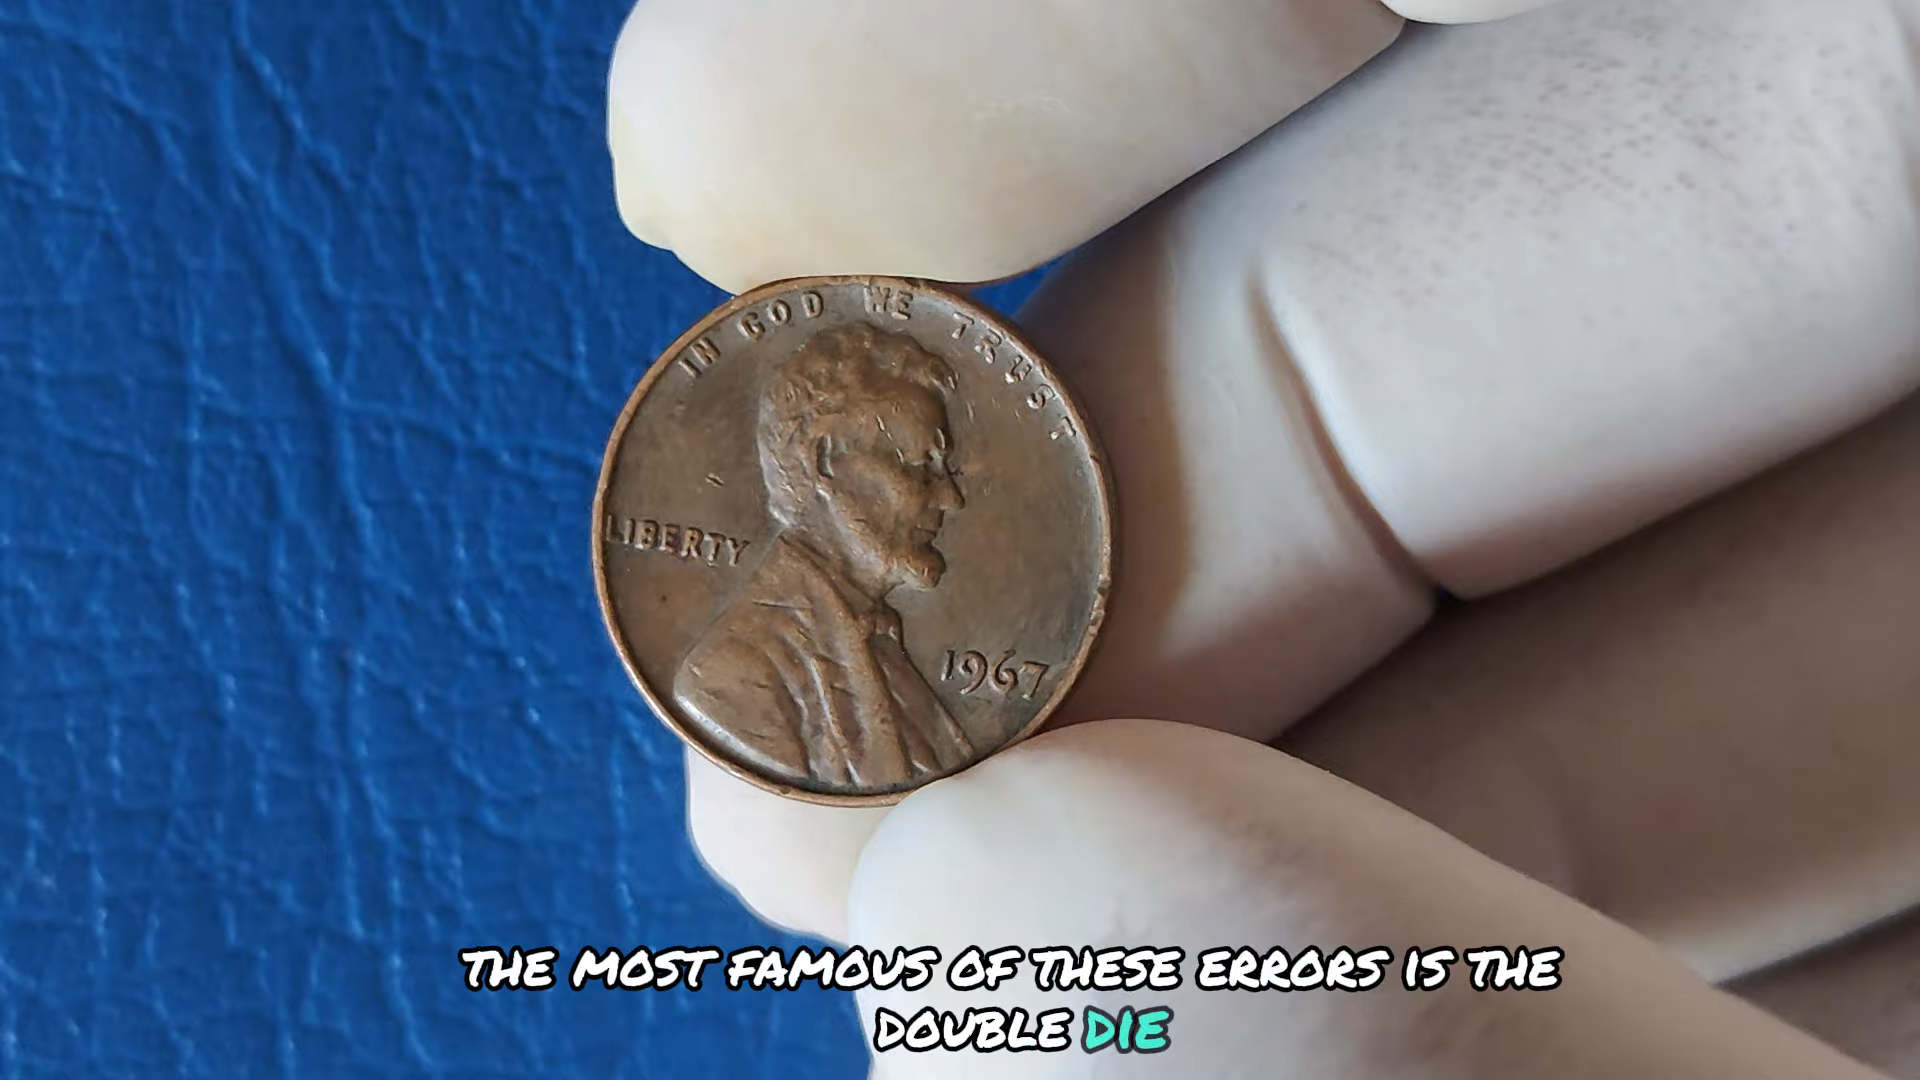 IN GOD WE TRUST
LIBERTY
1967
THE MOST FAMOUS OF THESE ERRORS IS THE
DOUBLE DIE